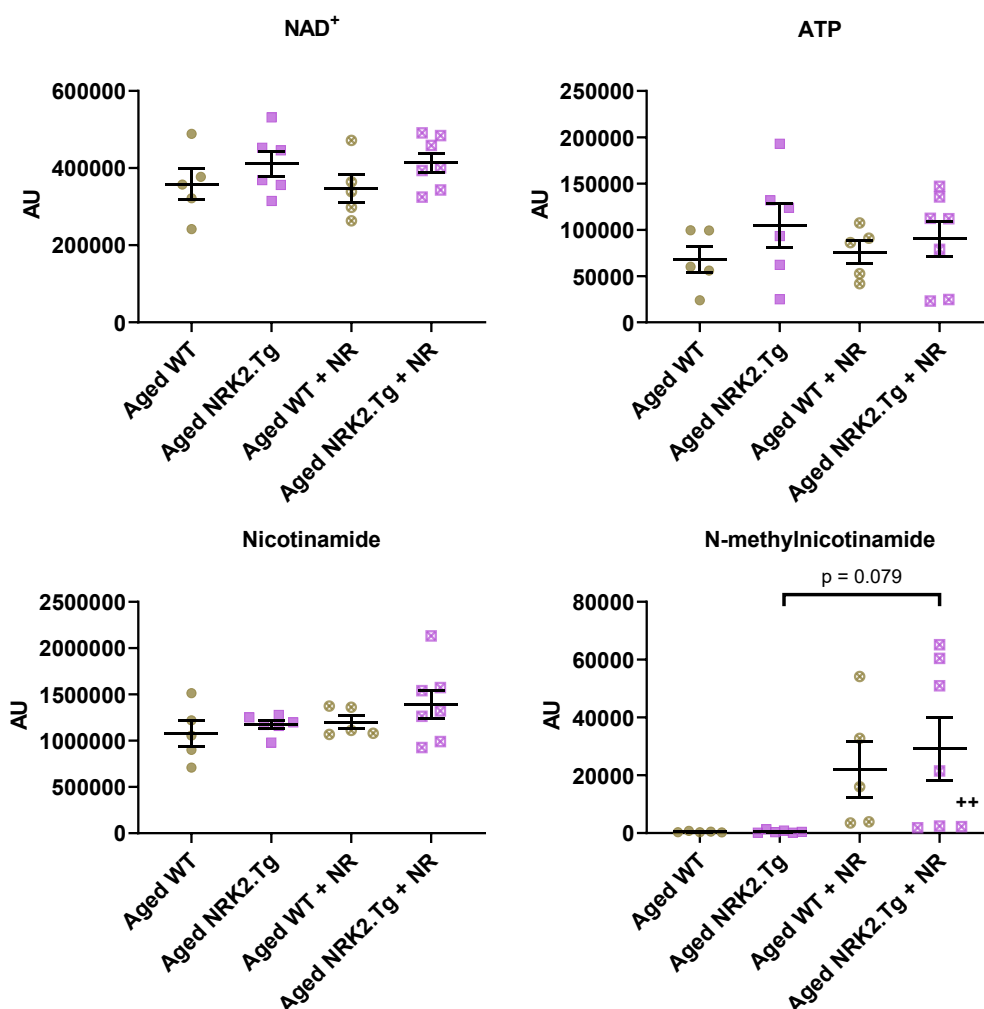 NAD+
600000
400000
200000
0
AU
Aged WT
Aged NRK2.Tg
Aged WT + NR
Aged NRK2.Tg + NR
ATP
250000
200000
150000
100000
50000
0
AU
Aged WT
Aged NRK2.Tg
Aged WT + NR
Aged NRK2.Tg + NR
Nicotinamide
2500000
2000000
1500000
1000000
500000
0
AU
Aged WT
Aged NRK2.Tg
Aged WT + NR
Aged NRK2.Tg + NR
N-methylnicotinamide
p = 0.079
80000
60000
40000
20000
0
AU
++
Aged WT
Aged NRK2.Tg
Aged WT + NR
Aged NRK2.Tg + NR